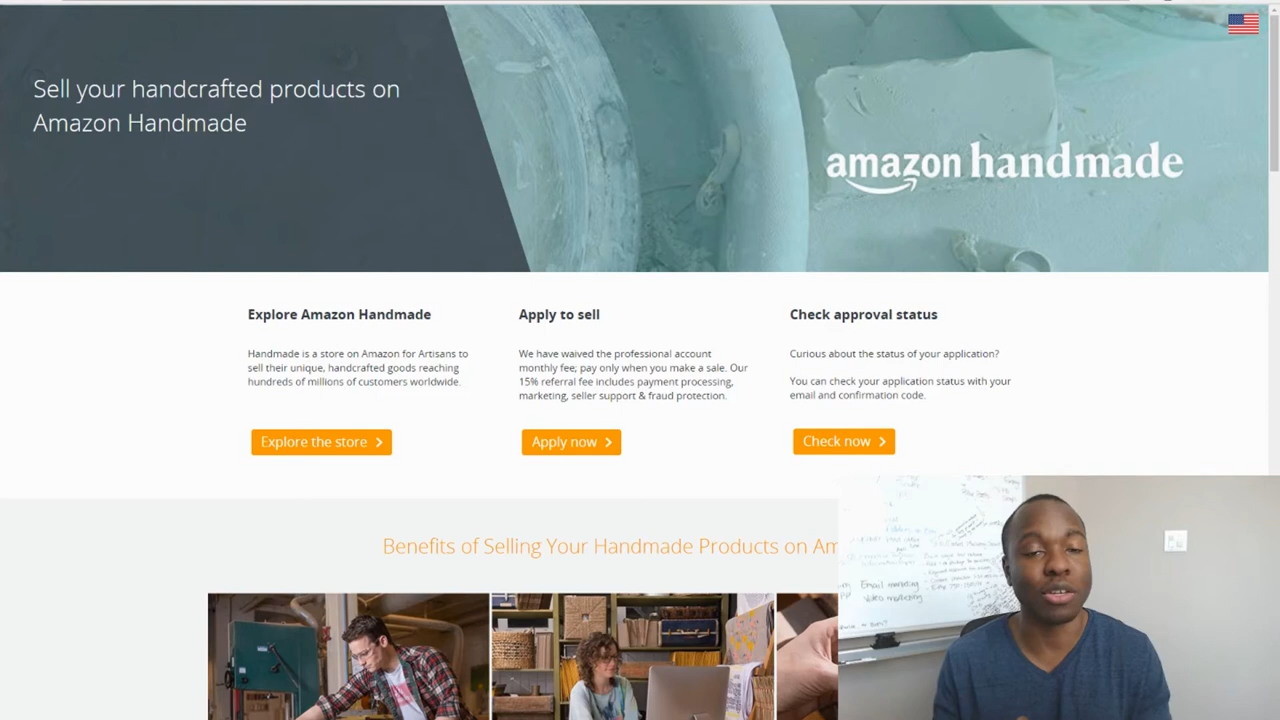 Sell your handcrafted products on
Amazon Handmade
amazon handmade
Explore Amazon Handmade
Handmade is a store on Amazon for Artisans to
sell their unique, handcrafted goods reaching
hundreds of millions of customers worldwide.
Explore the store
Apply to sell
We have waived the professional account
monthly fee; pay only when you make a sale. Our
15% referral fee includes payment processing,
marketing, seller support & fraud protection.
Apply now
Check approval status
Curious about the status of your application?
You can check your application status with your
email and confirmation code.
Check now
Benefits of Selling Your Handmade Products on Am
Email marketing
Video marketing